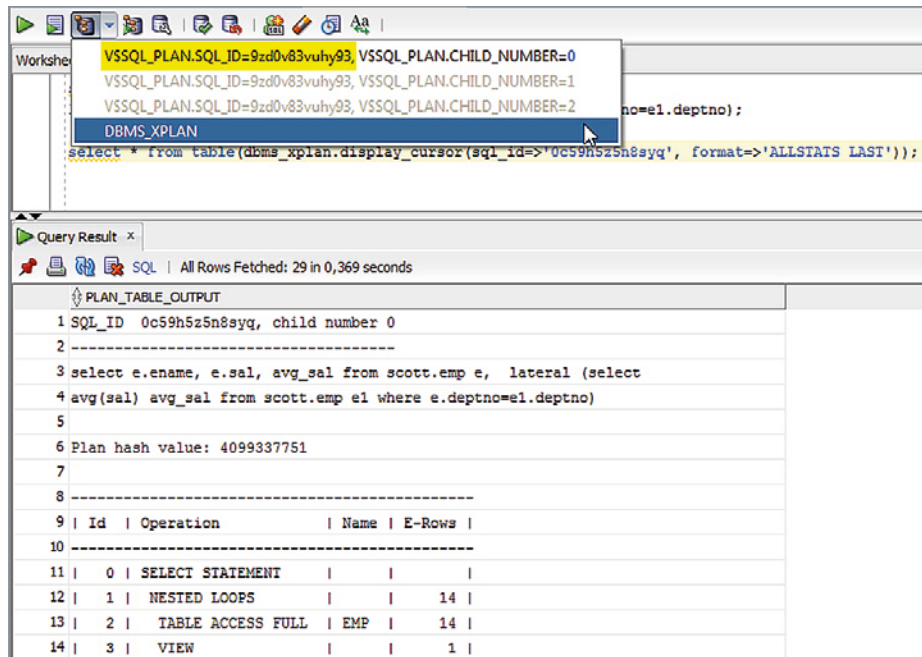 SQL
Aa
Workshe
V$SQL_PLAN.SQL_ID=9zd0v83vuhy93, V$SQL_PLAN.CHILD_NUMBER=0
V$SQL_PLAN.SQL_ID=9zd0v83vuhy93, V$SQL_PLAN.CHILD_NUMBER=1
V$SQL_PLAN.SQL_ID=9zd0v83vuhy93, V$SQL_PLAN.CHILD_NUMBER=2
no=e1.deptno);
DBMS_XPLAN
select * from table(dbms_xplan.display_cursor(sql_id=>'0c59h5z5n8syq', format=>'ALLSTATS LAST'));
Query Result ×
SQL | All Rows Fetched: 29 in 0,369 seconds
PLAN_TABLE_OUTPUT
1 SQL_ID  0c59h5z5n8syq, child number 0
2 -------------------------------------
3 select e.ename, e.sal, avg_sal from scott.emp e,  lateral (select
4 avg(sal) avg_sal from scott.emp e1 where e.deptno=e1.deptno)
5
6 Plan hash value: 4099337751
7
8 ----------------------------------------------
9 | Id  | Operation            | Name | E-Rows |
10 ----------------------------------------------
11 |   0 | SELECT STATEMENT     |      |        |
12 |   1 |  NESTED LOOPS        |      |     14 |
13 |   2 |   TABLE ACCESS FULL  | EMP  |     14 |
14 |   3 |   VIEW               |      |      1 |